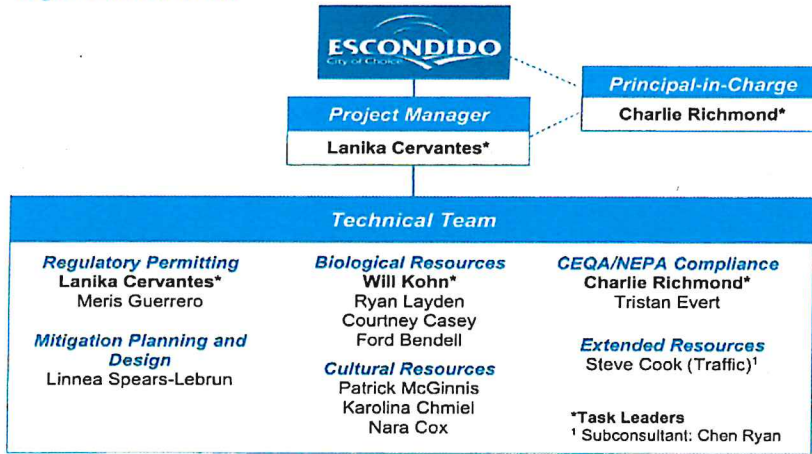 ESCONDIDO
City of Choice
Principal-in-Charge
Charlie Richmond*
Project Manager
Lanika Cervantes*
Technical Team
Regulatory Permitting
Lanika Cervantes*
Meris Guerrero
Mitigation Planning and
Design
Linnea Spears-Lebrun
Biological Resources
Will Kohn*
Ryan Layden
Courtney Casey
Ford Bendell
Cultural Resources
Patrick McGinnis
Karolina Chmiel
Nara Cox
CEQA/NEPA Compliance
Charlie Richmond*
Tristan Evert
Extended Resources
Steve Cook (Traffic)¹
*Task Leaders
¹ Subconsultant: Chen Ryan